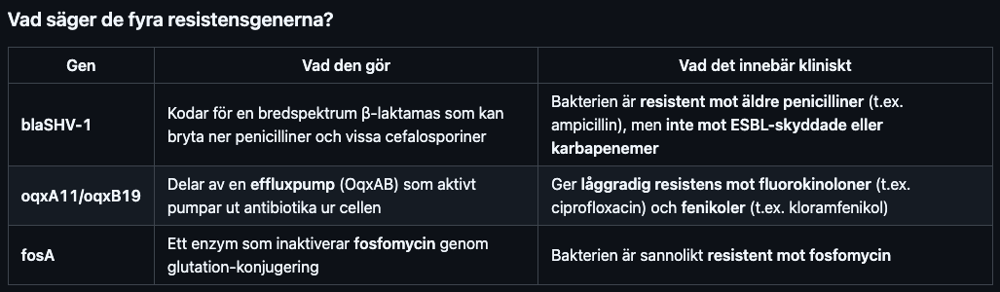 Vad säger de fyra resistensgenerna?
Gen
Vad den gör
Vad det innebär kliniskt
blaSHV-1
Kodar för en bredspektrum β-laktamas som kan
bryta ner penicilliner och vissa cefalosporiner
Bakterien är resistent mot äldre penicilliner (t.ex.
ampicillin), men inte mot ESBL-skyddade eller
karbapenemer
oqxA11/oqxB19
Delar av en effluxpump (OqxAB) som aktivt
pumpar ut antibiotika ur cellen
Ger låggradig resistens mot fluorokinoloner (t.ex.
ciprofloxacin) och fenikoler (t.ex. kloramfenikol)
fosA
Ett enzym som inaktiverar fosfomycin genom
glutation-konjugering
Bakterien är sannolikt resistent mot fosfomycin